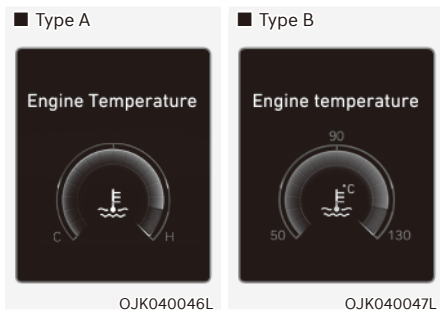 ■ Type A
Engine Temperature
C
H
OJK040046L
■ Type B
Engine temperature
90
°C
50
130
OJK040047L